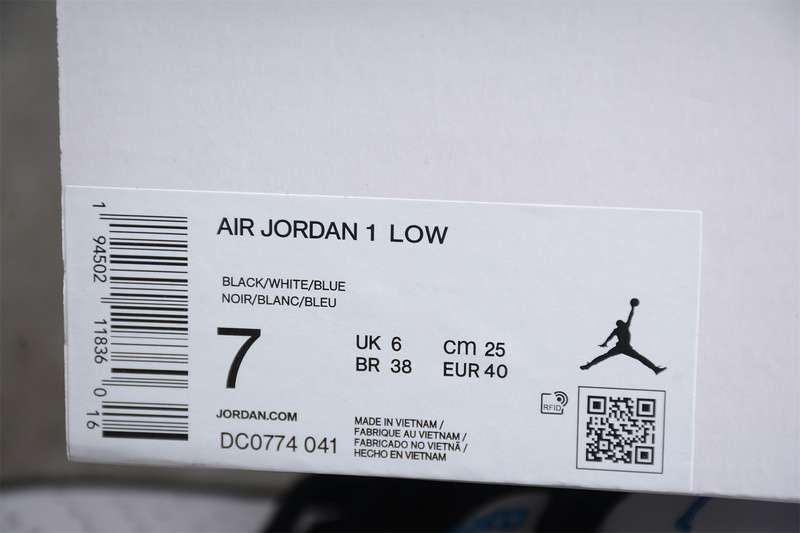 AIR JORDAN 1 LOW
BLACK/WHITE/BLUE
NOIR/BLANC/BLEU
7
UK 6
BR 38
cm 25
EUR 40
RFID
JORDAN.COM
DC0774 041
MADE IN VIETNAM /
FABRIQUE AU VIETNAM /
FABRICADO NO VIETNÃ /
HECHO EN VIETNAM
1 94502 11836 0 16